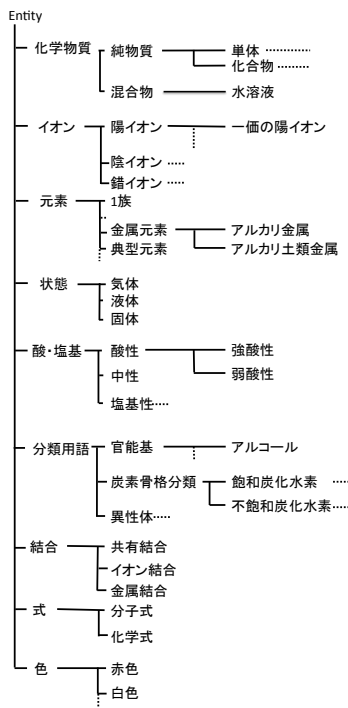 Entity
化学物質 純物質 単体
化合物
混合物 水溶液
イオン 陽イオン 一価の陽イオン
陰イオン
錯イオン
元素 1族
金属元素 アルカリ金属
典型元素 アルカリ土類金属
状態 気体
液体
固体
酸・塩基 酸性 強酸性
中性 弱酸性
塩基性
分類用語 官能基 アルコール
炭素骨格分類 飽和炭化水素
不飽和炭化水素
異性体
結合 共有結合
イオン結合
金属結合
式 分子式
化学式
色 赤色
白色